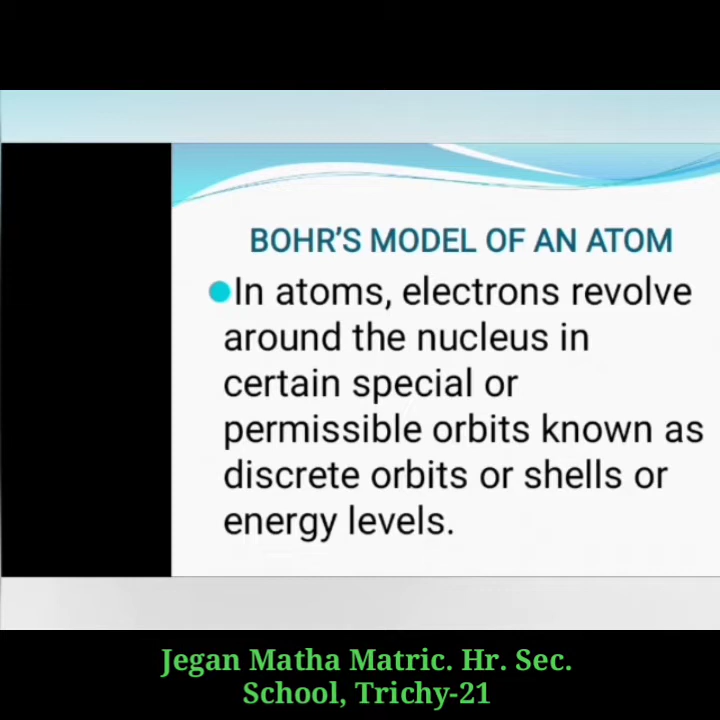 BOHR’S MODEL OF AN ATOM
In atoms, electrons revolve
around the nucleus in
certain special or
permissible orbits known as
discrete orbits or shells or
energy levels.
Jegan Matha Matric. Hr. Sec.
School, Trichy-21